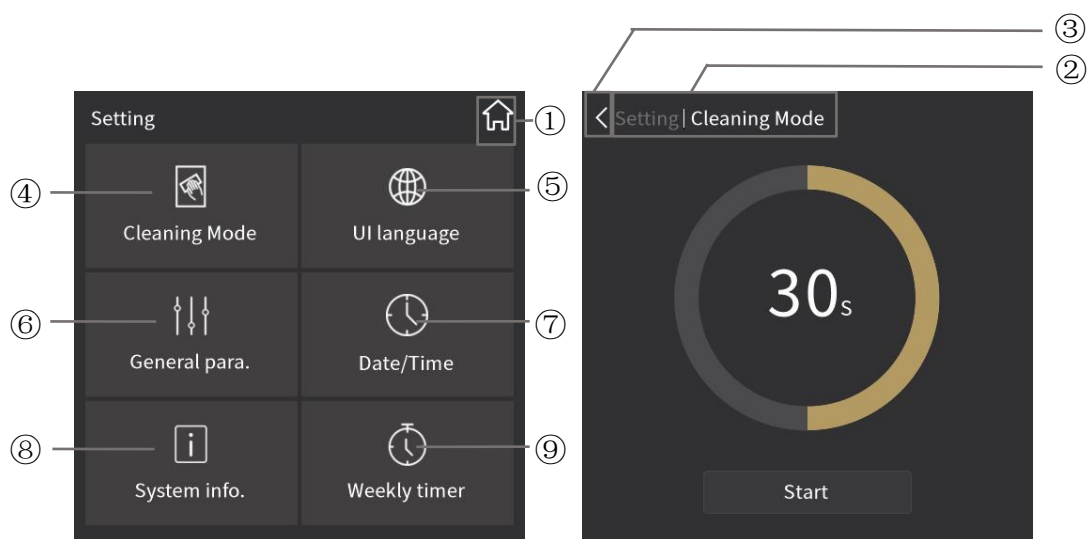 ③
②
Setting
①
< Setting | Cleaning Mode
④
⑤
Cleaning Mode
UI language
30s
⑥
⑦
General para.
Date/Time
⑧
i
⑨
System info.
Weekly timer
Start